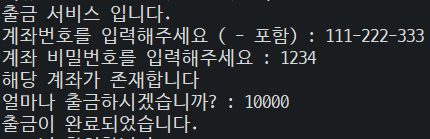 출금 서비스 입니다.
계좌번호를 입력해주세요 ( - 포함) : 111-222-333
계좌 비밀번호를 입력해주세요 : 1234
해당 계좌가 존재합니다
얼마나 출금하시겠습니까? : 10000
출금이 완료되었습니다.